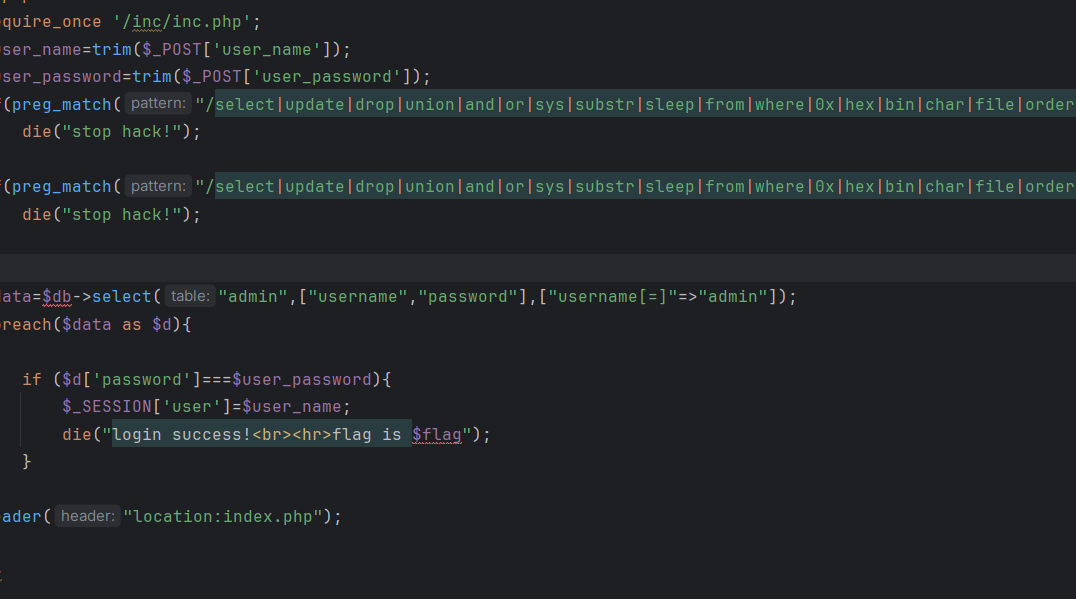 quire_once '/inc/inc.php';
ser_name=trim($_POST['user_name']);
ser_password=trim($_POST['user_password']);
(preg_match( pattern: "/select|update|drop|union|and|or|sys|substr|sleep|from|where|0x|hex|bin|char|file|order
die("stop hack!");
(preg_match( pattern: "/select|update|drop|union|and|or|sys|substr|sleep|from|where|0x|hex|bin|char|file|order
die("stop hack!");
ata=$db->select( table: "admin",["username","password"],["username[=]"=>"admin"]);
reach($data as $d){
if ($d['password']===$user_password){
$_SESSION['user']=$user_name;
die("login success!<br><hr>flag is $flag");
}
ader( header: "location:index.php");